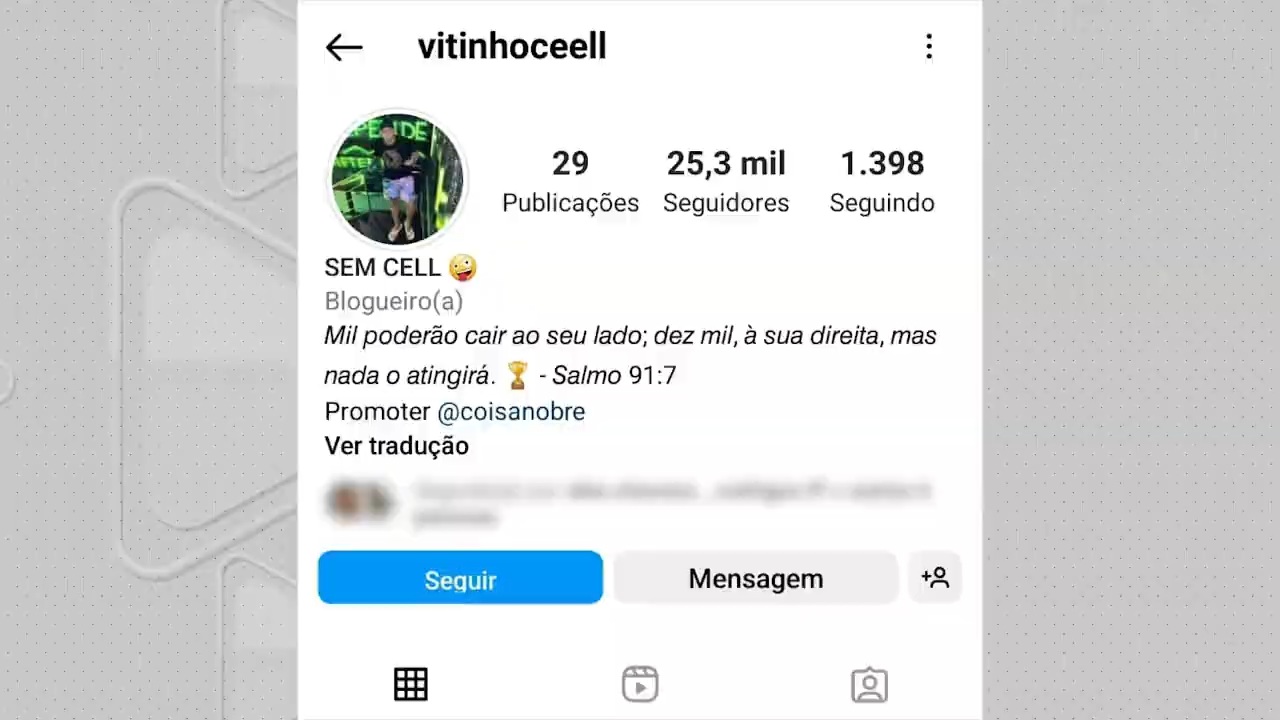 vitinhoceell
29
25,3 mil
1.398
Publicações
Seguidores
Seguindo
SEM CELL 🤪
Blogueiro(a)
Mil poderão cair ao seu lado; dez mil, à sua direita, mas
nada o atingirá. 🏆 - Salmo 91:7
Promoter @coisanobre
Ver tradução
Seguir
Mensagem